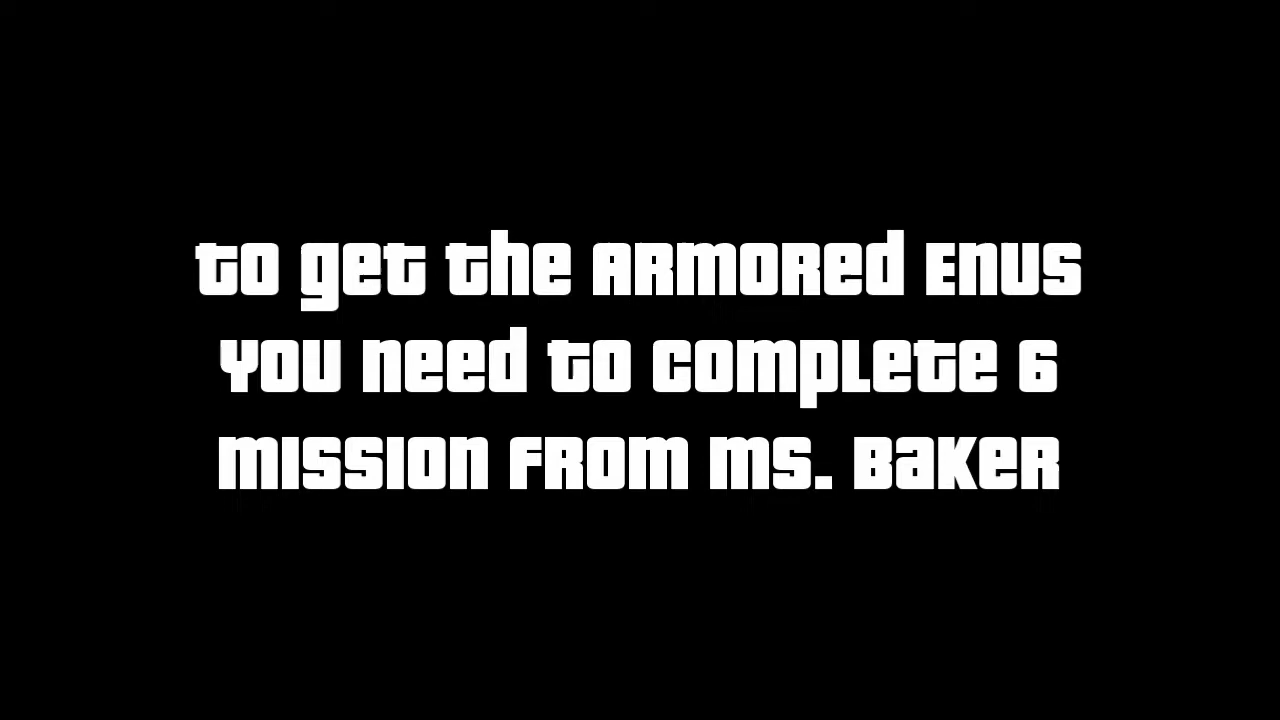 to get the Armored Enus
you need to complete 6
mission from ms. Baker